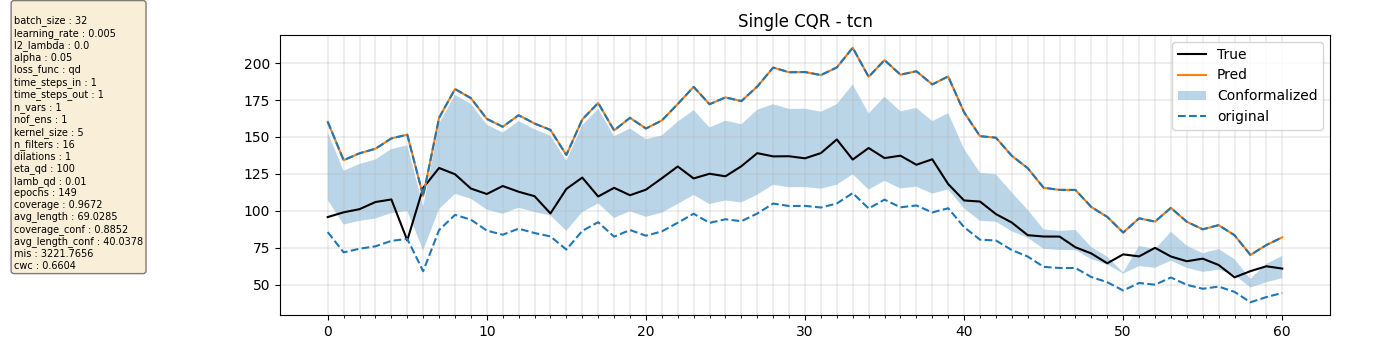 batch_size : 32
learning_rate : 0.005
l2_lambda : 0.0
alpha : 0.05
loss_func : qd
time_steps_in : 1
time_steps_out : 1
n_vars : 1
nof_ens : 1
kernel_size : 5
n_filters : 16
dilations : 1
eta_qd : 100
lamb_qd : 0.01
epochs : 149
coverage : 0.9672
avg_length : 69.0285
coverage_conf : 0.8852
avg_length_conf : 40.0378
mis : 3221.7656
cwc : 0.6604
Single CQR - tcn
True
Pred
Conformalized
original
200
175
150
125
100
75
50
0 10 20 30 40 50 60